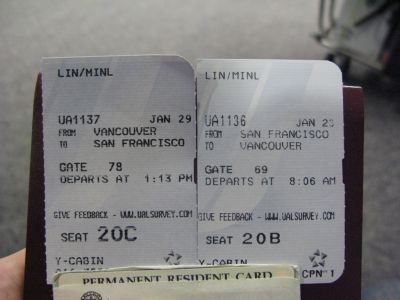 LIN/MINL
UA1137 JAN 29
FROM VANCOUVER
TO SAN FRANCISCO
GATE 78
DEPARTS AT 1:13 PM
GIVE FEEDBACK - WWW.UALSURVEY.COM
SEAT 20C
Y-CABIN
LIN/MINL
UA1136 JAN 23
FROM SAN FRANCISCO
TO VANCOUVER
GATE 69
DEPARTS AT 8:06 AM
GIVE FEEDBACK - WWW.UALSURVEY.COM
SEAT 20B
Y-CABIN
CPN 1
PERMANENT RESIDENT CARD